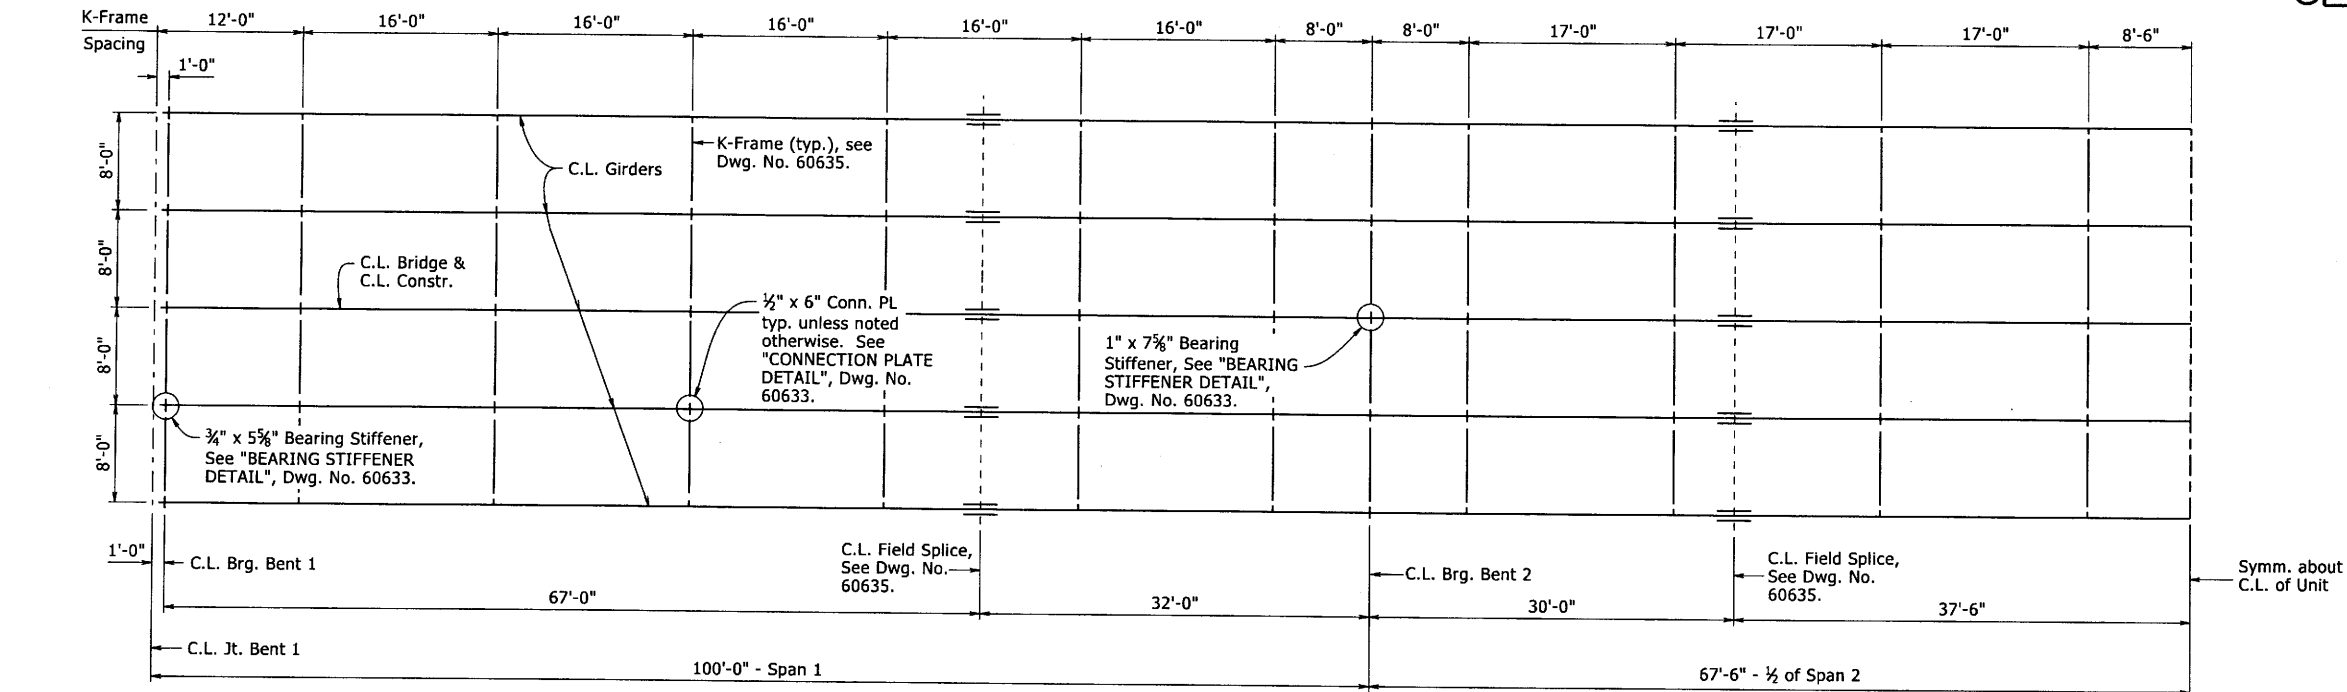 K-Frame
Spacing
12'-0"
16'-0"
16'-0"
16'-0"
16'-0"
16'-0"
8'-0"
8'-0"
17'-0"
17'-0"
17'-0"
8'-6"
1'-0"
8'-0"
8'-0"
8'-0"
8'-0"
K-Frame (typ.), see
Dwg. No. 60635.
C.L. Girders
C.L. Bridge &
C.L. Constr.
½" x 6" Conn. PL
typ. unless noted
otherwise. See
"CONNECTION PLATE
DETAIL", Dwg. No.
60633.
1" x 7⅝" Bearing
Stiffener, See "BEARING
STIFFENER DETAIL",
Dwg. No. 60633.
¾" x 5⅝" Bearing Stiffener,
See "BEARING STIFFENER
DETAIL", Dwg. No. 60633.
1'-0"
C.L. Brg. Bent 1
C.L. Field Splice,
See Dwg. No.
60635.
C.L. Brg. Bent 2
C.L. Field Splice,
See Dwg. No.
60635.
Symm. about
C.L. of Unit
67'-0"
32'-0"
30'-0"
37'-6"
C.L. Jt. Bent 1
100'-0" - Span 1
67'-6" - ½ of Span 2